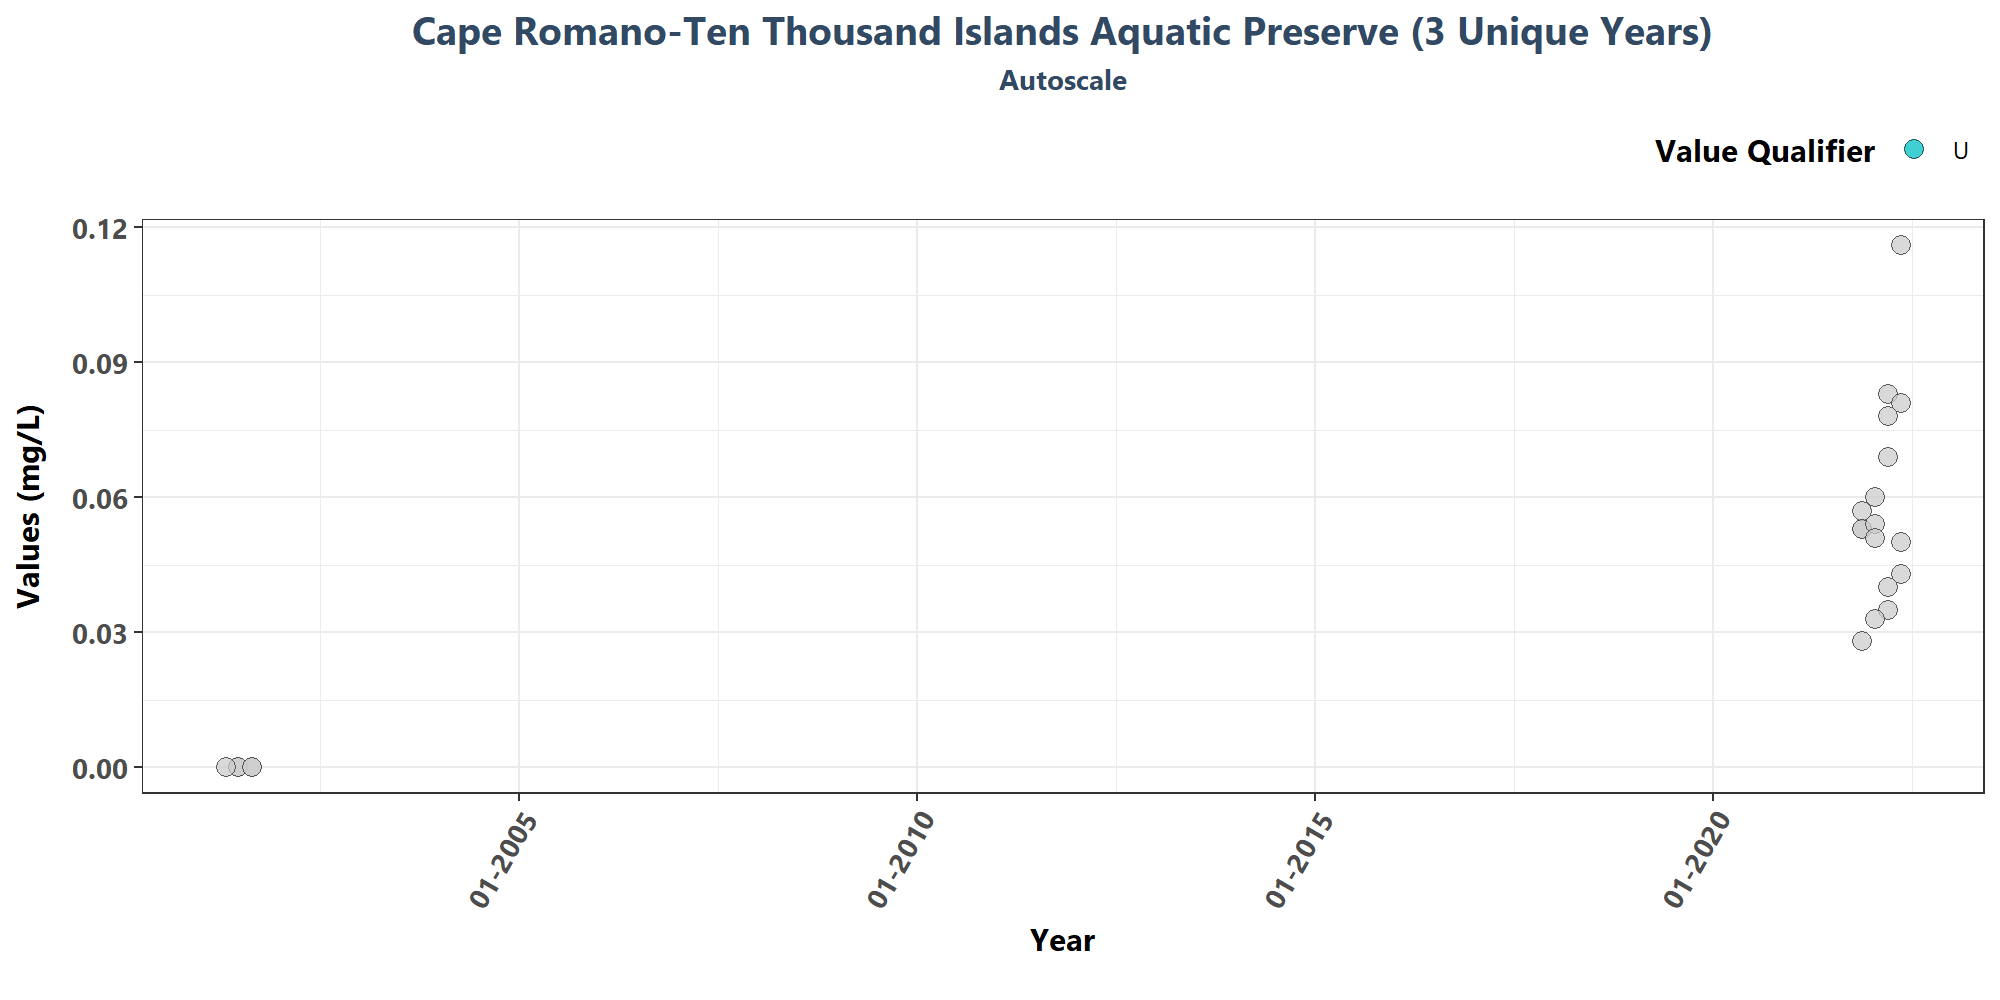 Cape Romano-Ten Thousand Islands Aquatic Preserve (3 Unique Years)
Autoscale
Value Qualifier U
Values (mg/L)
0.12
0.09
0.06
0.03
0.00
01-2005
01-2010
01-2015
01-2020
Year